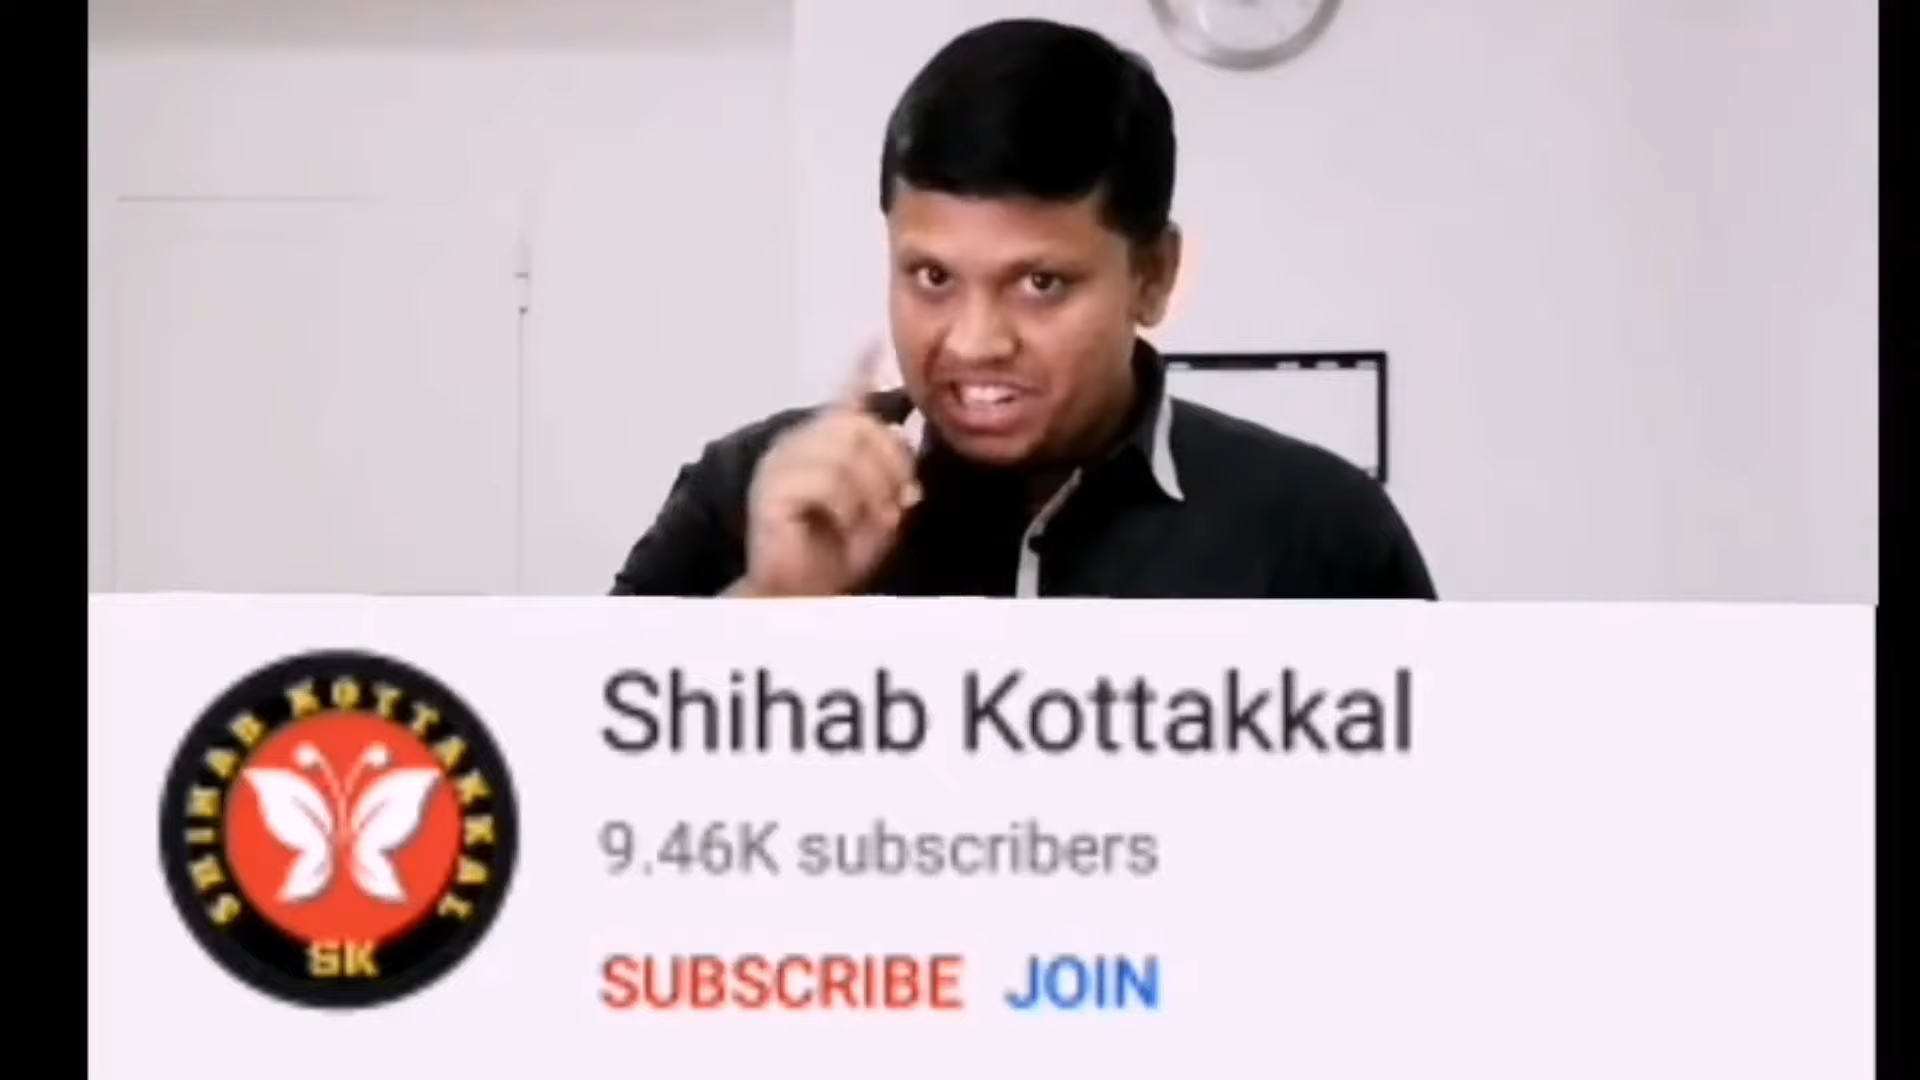 Shihab Kottakkal
SHIHAB KOTTAKKAL
SK
9.46K subscribers
SUBSCRIBE JOIN